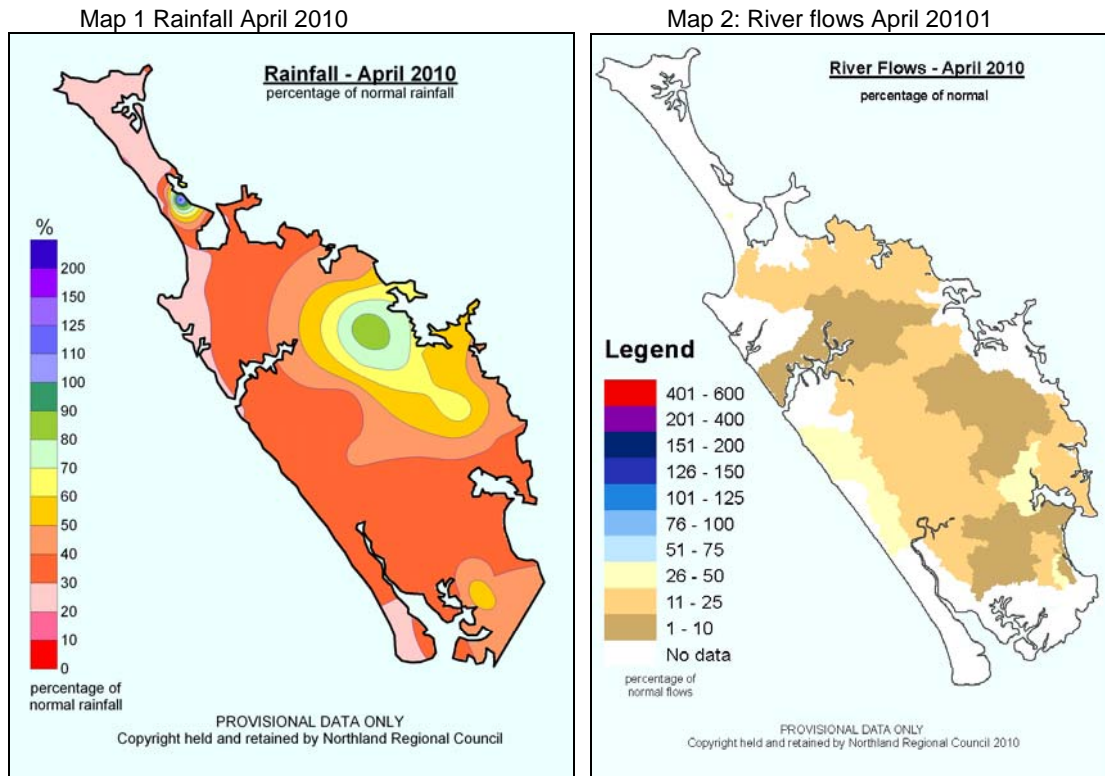 Map 1 Rainfall April 2010
Map 2: River flows April 20101
Rainfall - April 2010
percentage of normal rainfall
%
200
150
125
110
100
90
80
70
60
50
40
30
20
10
0
percentage of
normal rainfall
PROVISIONAL DATA ONLY
Copyright held and retained by Northland Regional Council
River Flows - April 2010
percentage of normal
Legend
401 - 600
201 - 400
151 - 200
126 - 150
101 - 125
76 - 100
51 - 75
26 - 50
11 - 25
1 - 10
No data
percentage of
normal flows
PROVISIONAL DATA ONLY
Copyright held and retained by Northland Regional Council 2010